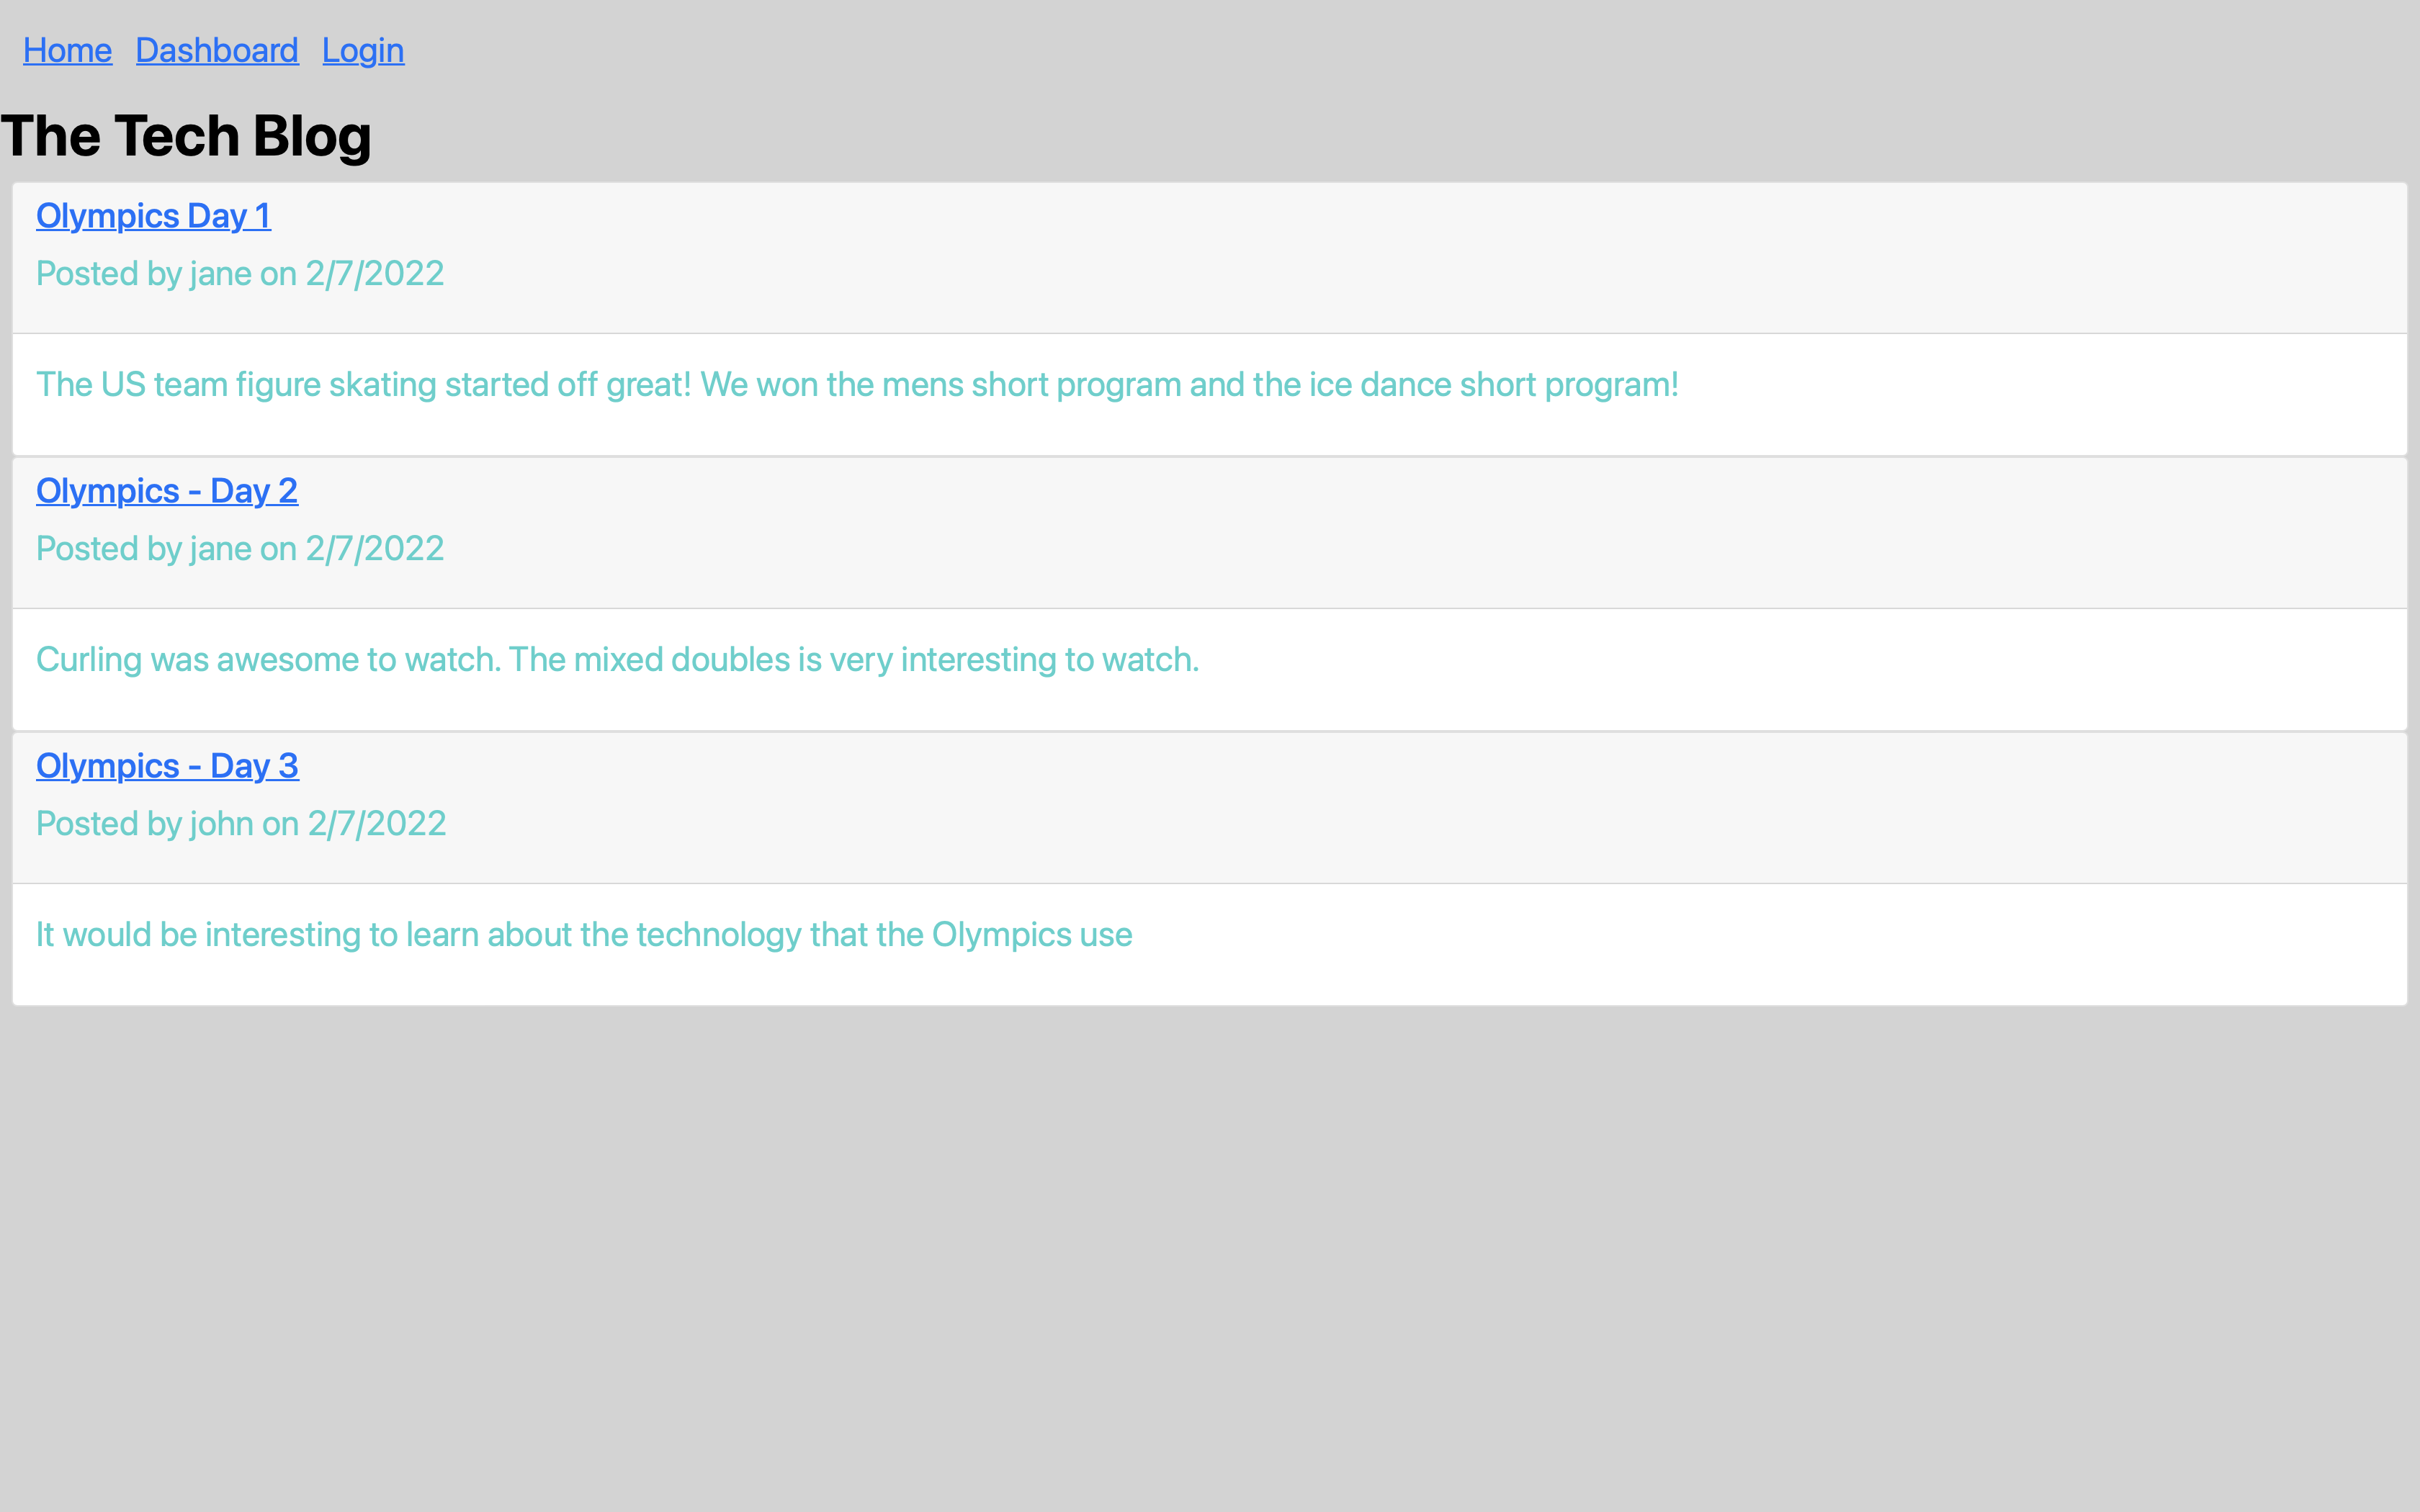 Home Dashboard Login
The Tech Blog
Olympics Day 1
Posted by jane on 2/7/2022
The US team figure skating started off great! We won the mens short program and the ice dance short program!
Olympics - Day 2
Posted by jane on 2/7/2022
Curling was awesome to watch. The mixed doubles is very interesting to watch.
Olympics - Day 3
Posted by john on 2/7/2022
It would be interesting to learn about the technology that the Olympics use